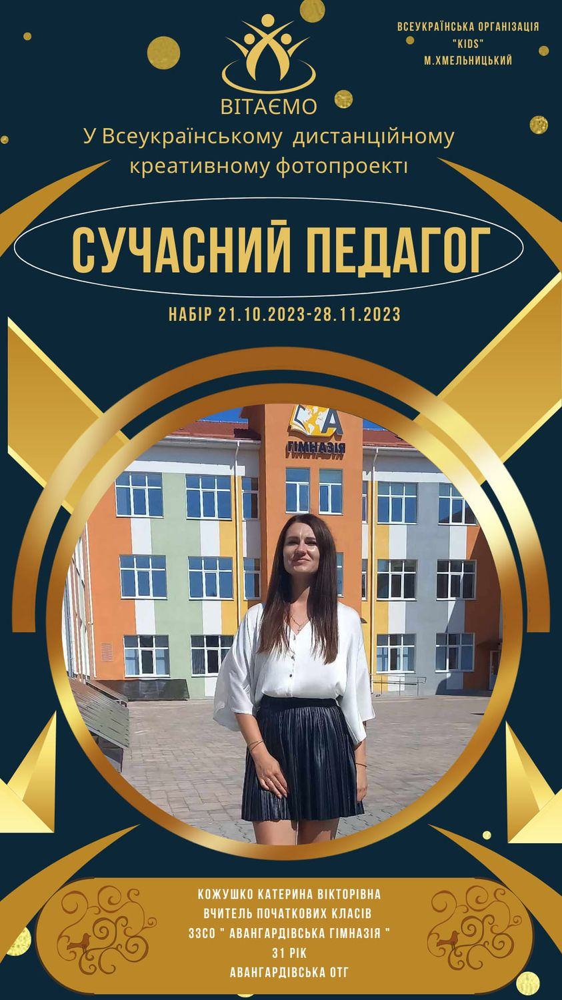 ВСЕУКРАЇНСЬКА ОРГАНІЗАЦІЯ
"KIDS"
М.ХМЕЛЬНИЦЬКИЙ
ВІТАЄМО
У Всеукраїнському дистанційному
креативному фотопроекті
СУЧАСНИЙ ПЕДАГОГ
НАБІР 21.10.2023-28.11.2023
А
ГІМНАЗІЯ
КОЖУШКО КАТЕРИНА ВІКТОРІВНА
ВЧИТЕЛЬ ПОЧАТКОВИХ КЛАСІВ
ЗЗСО " АВАНГАРДІВСЬКА ГІМНАЗІЯ "
31 РІК
АВАНГАРДІВСЬКА ОТГ